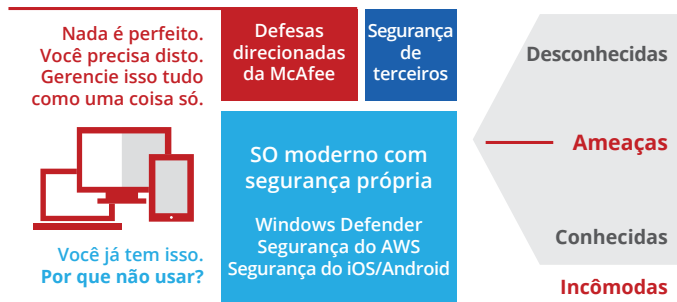 Nada é perfeito.
Você precisa disto.
Gerencie isso tudo
como uma coisa só.
Defesas
direcionadas
da McAfee
Segurança
de
terceiros
Desconhecidas
Ameaças
Conhecidas
Incômodas
SO moderno com
segurança própria
Windows Defender
Segurança do AWS
Segurança do iOS/Android
Você já tem isso.
Por que não usar?